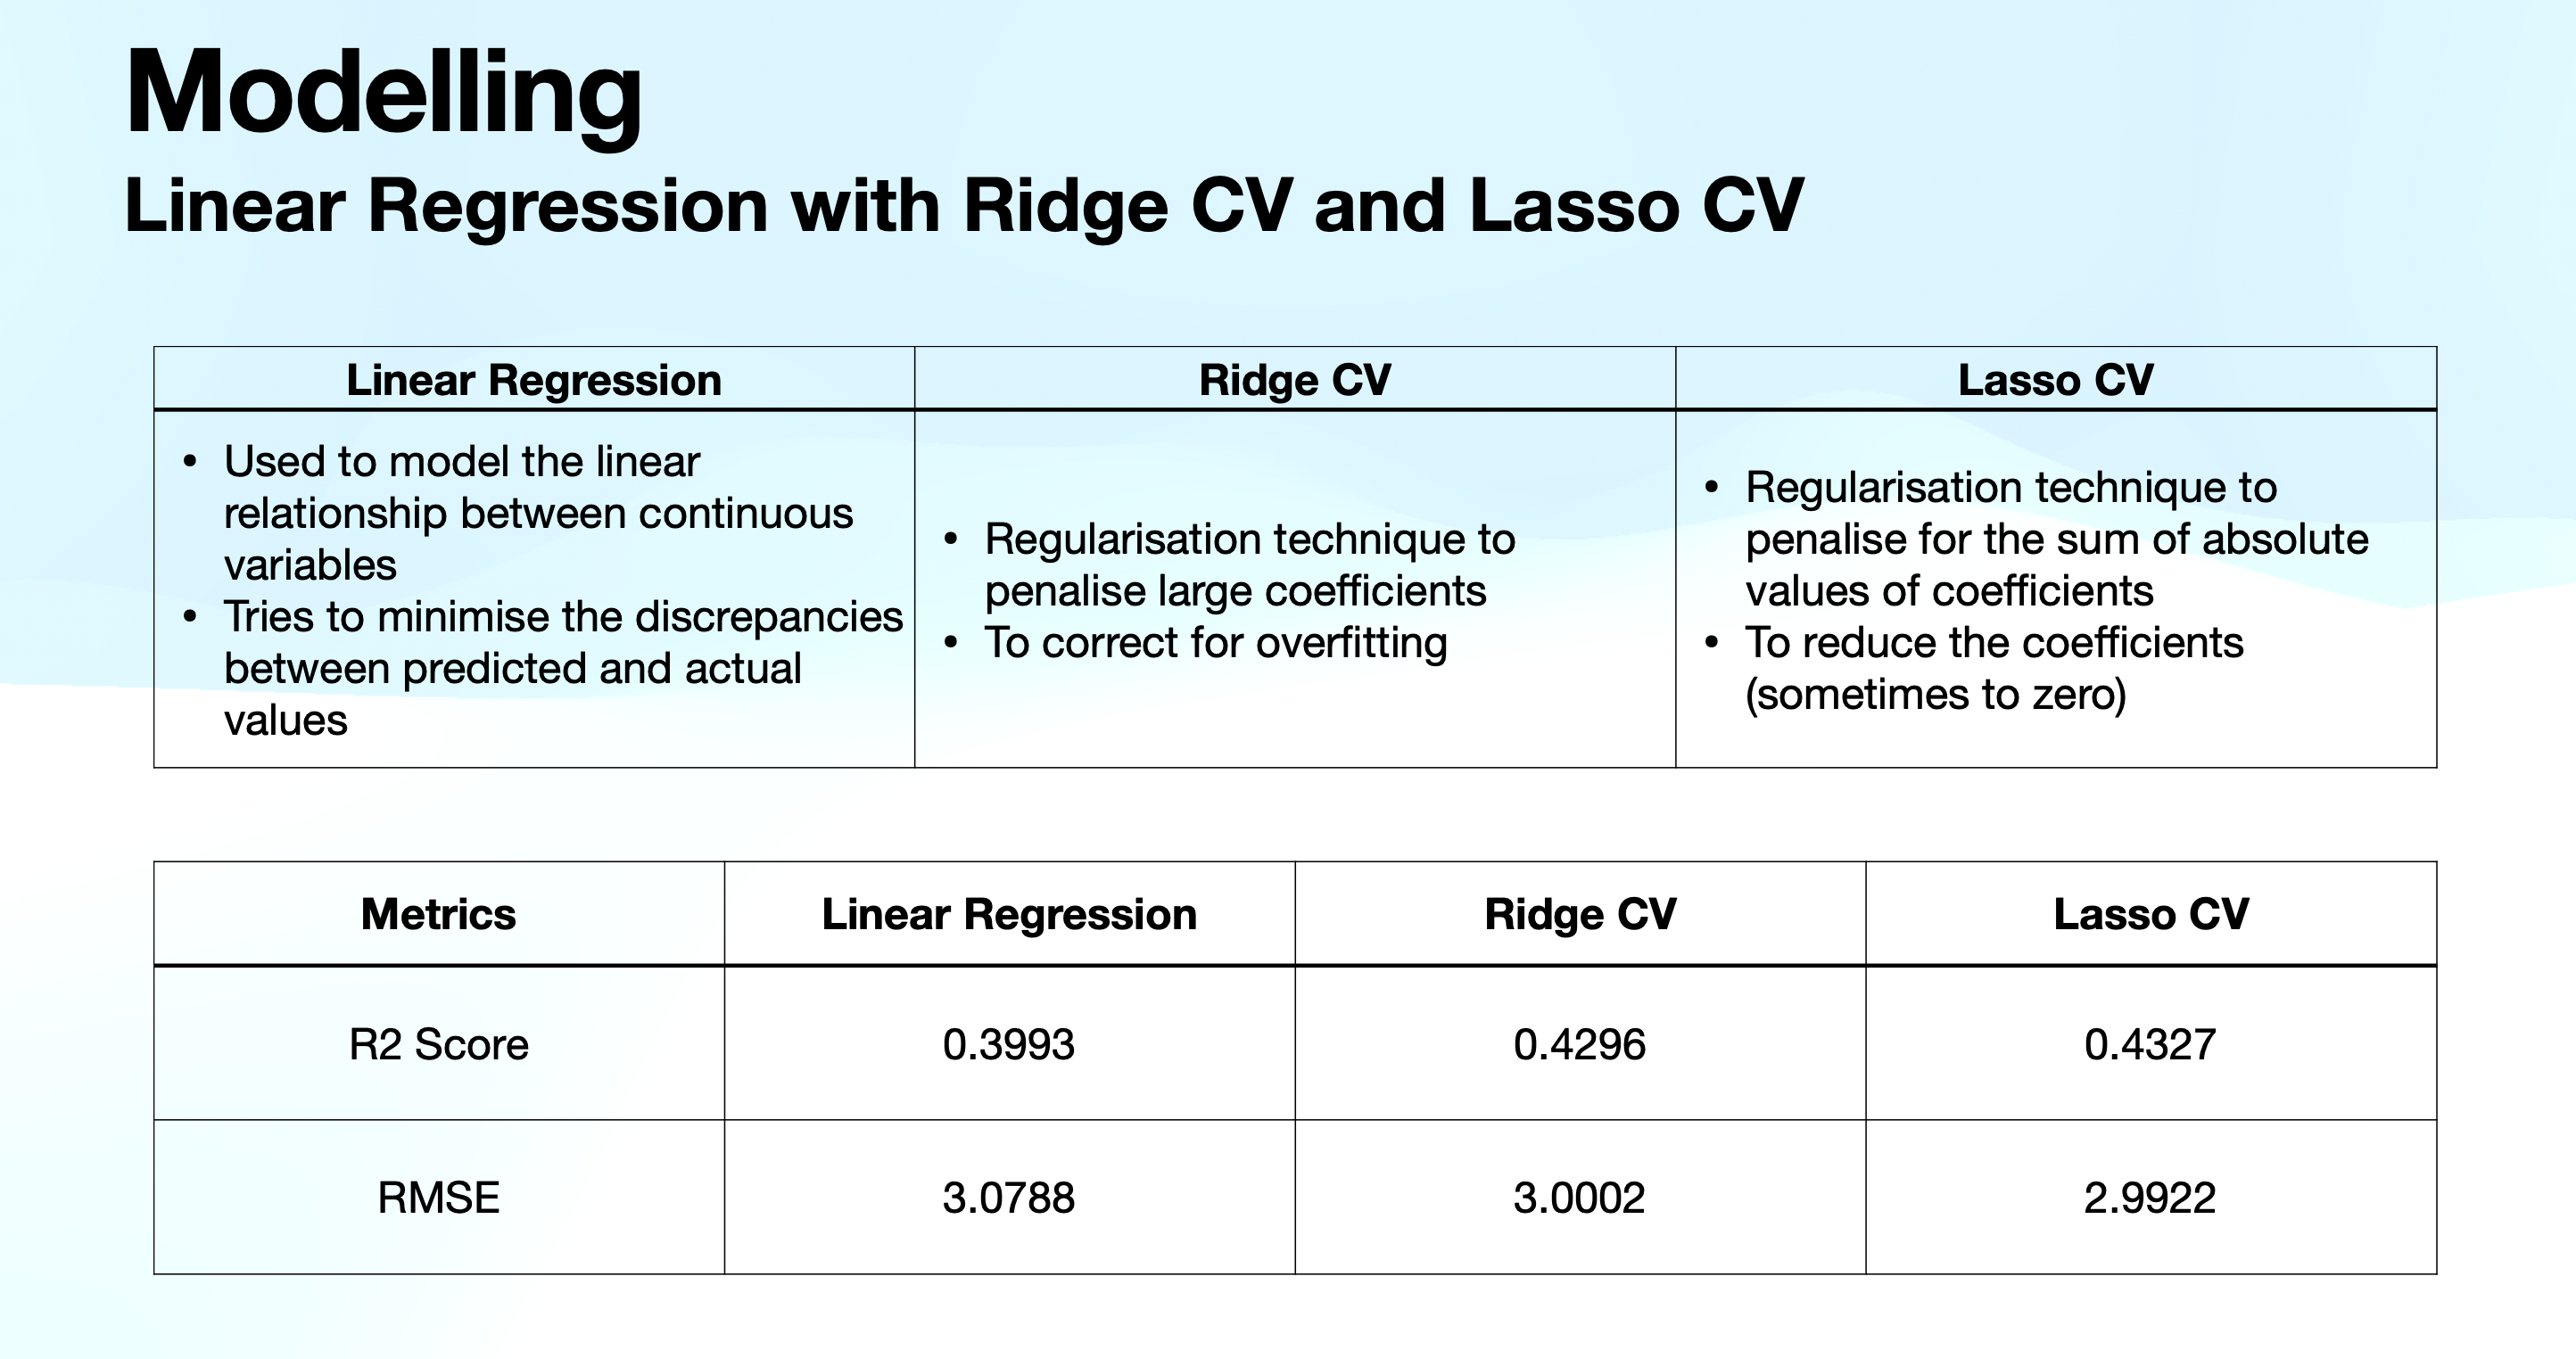 Modelling
Linear Regression with Ridge CV and Lasso CV
Linear Regression
Ridge CV
Lasso CV
• Used to model the linear
relationship between continuous
variables
• Tries to minimise the discrepancies
between predicted and actual
values
• Regularisation technique to
penalise large coefficients
• To correct for overfitting
• Regularisation technique to
penalise for the sum of absolute
values of coefficients
• To reduce the coefficients
(sometimes to zero)
Metrics
Linear Regression
Ridge CV
Lasso CV
R2 Score
0.3993
0.4296
0.4327
RMSE
3.0788
3.0002
2.9922